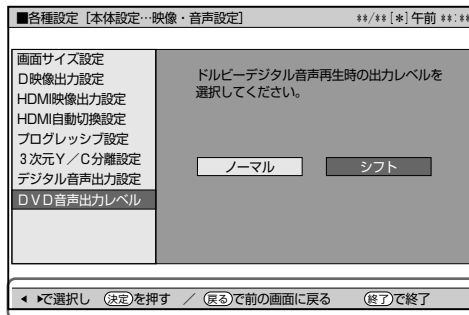 ■各種設定［本体設定…映像・音声設定］ **/**[*]午前 **:**
画面サイズ設定
D映像出力設定
HDMI映像出力設定
HDMI自動切換設定
プログレッシブ設定
3次元Y／C分離設定
デジタル音声出力設定
DVD音声出力レベル
ドルビーデジタル音声再生時の出力レベルを
選択してください。
ノーマル シフト
◀ ▶で選択し 決定を押す ／ 戻るで前の画面に戻る 終了で終了